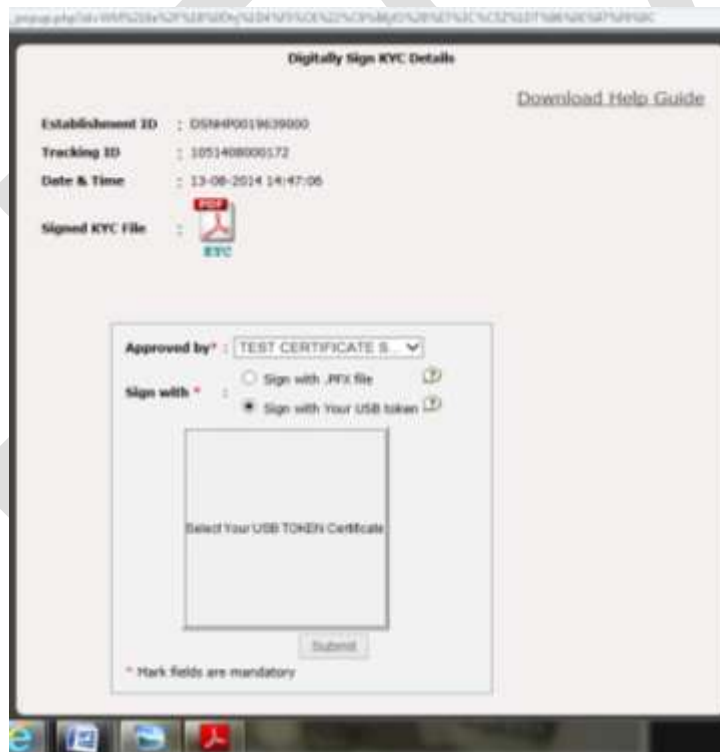 Digitally Sign KYC Details
Download Help Guide
Establishment ID : DSNHP0019639000
Tracking ID : 1051408000172
Date & Time : 13-08-2014 14:47:06
Signed KYC File :
PDF
KYC
Approved by* : TEST CERTIFICATE S...
Sign with * : Sign with .PFX file
Sign with Your USB token
Select Your USB TOKEN Certificate
Submit
* Mark fields are mandatory